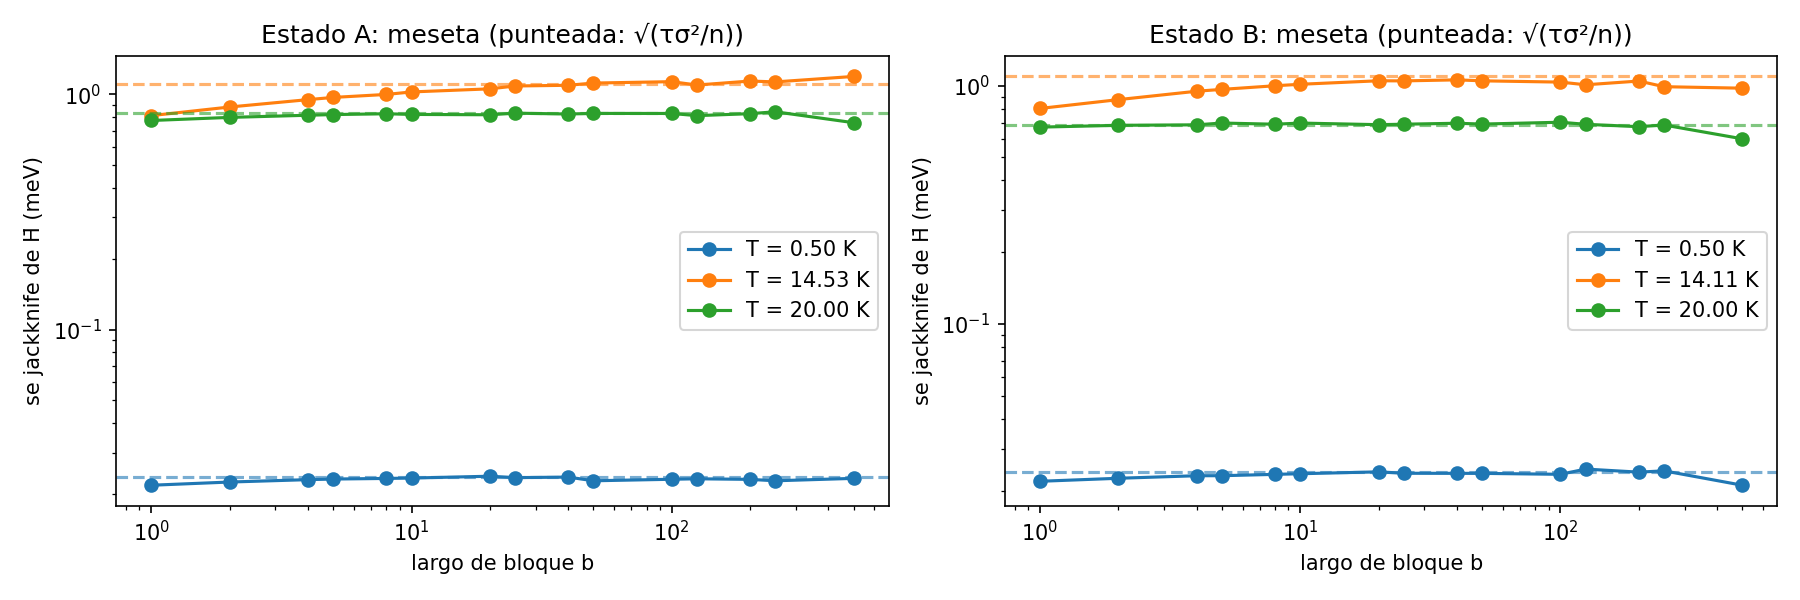 Estado A: meseta (punteada: √(τσ²/n))
se jackknife de H̄ (meV)
10⁰
10⁻¹
T = 0.50 K
T = 14.53 K
T = 20.00 K
10⁰
10¹
10²
largo de bloque b
Estado B: meseta (punteada: √(τσ²/n))
se jackknife de H̄ (meV)
10⁰
10⁻¹
T = 0.50 K
T = 14.11 K
T = 20.00 K
10⁰
10¹
10²
largo de bloque b